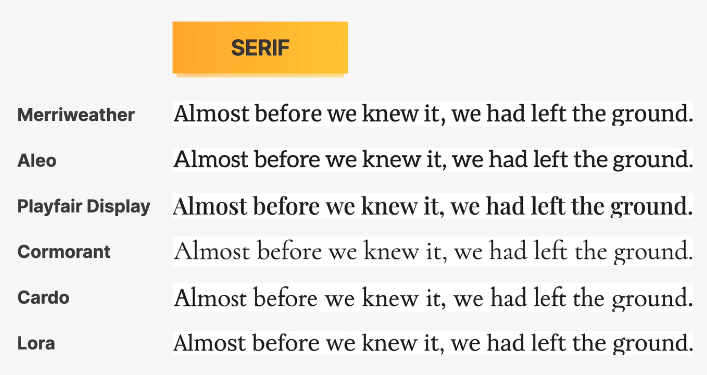 SERIF
Merriweather Almost before we knew it, we had left the ground.
Aleo Almost before we knew it, we had left the ground.
Playfair Display Almost before we knew it, we had left the ground.
Cormorant Almost before we knew it, we had left the ground.
Cardo Almost before we knew it, we had left the ground.
Lora Almost before we knew it, we had left the ground.